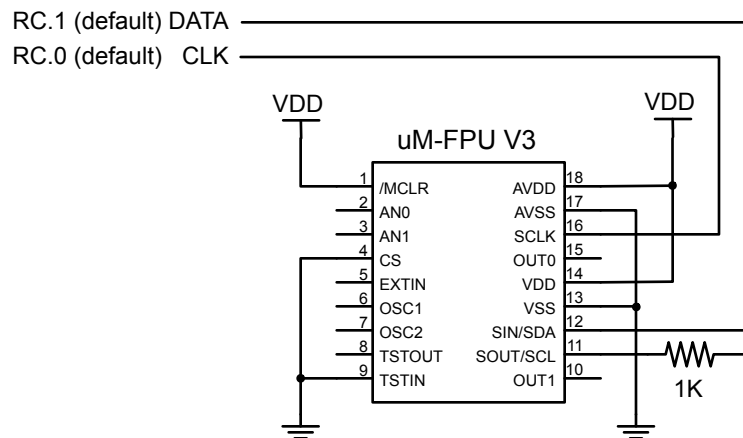 RC.1 (default) DATA
RC.0 (default) CLK
VDD
VDD
uM-FPU V3
1 /MCLR AVDD 18
2 AN0 AVSS 17
3 AN1 SCLK 16
4 CS OUT0 15
5 EXTIN VDD 14
6 OSC1 VSS 13
7 OSC2 SIN/SDA 12
8 TSTOUT SOUT/SCL 11
9 TSTIN OUT1 10
1K